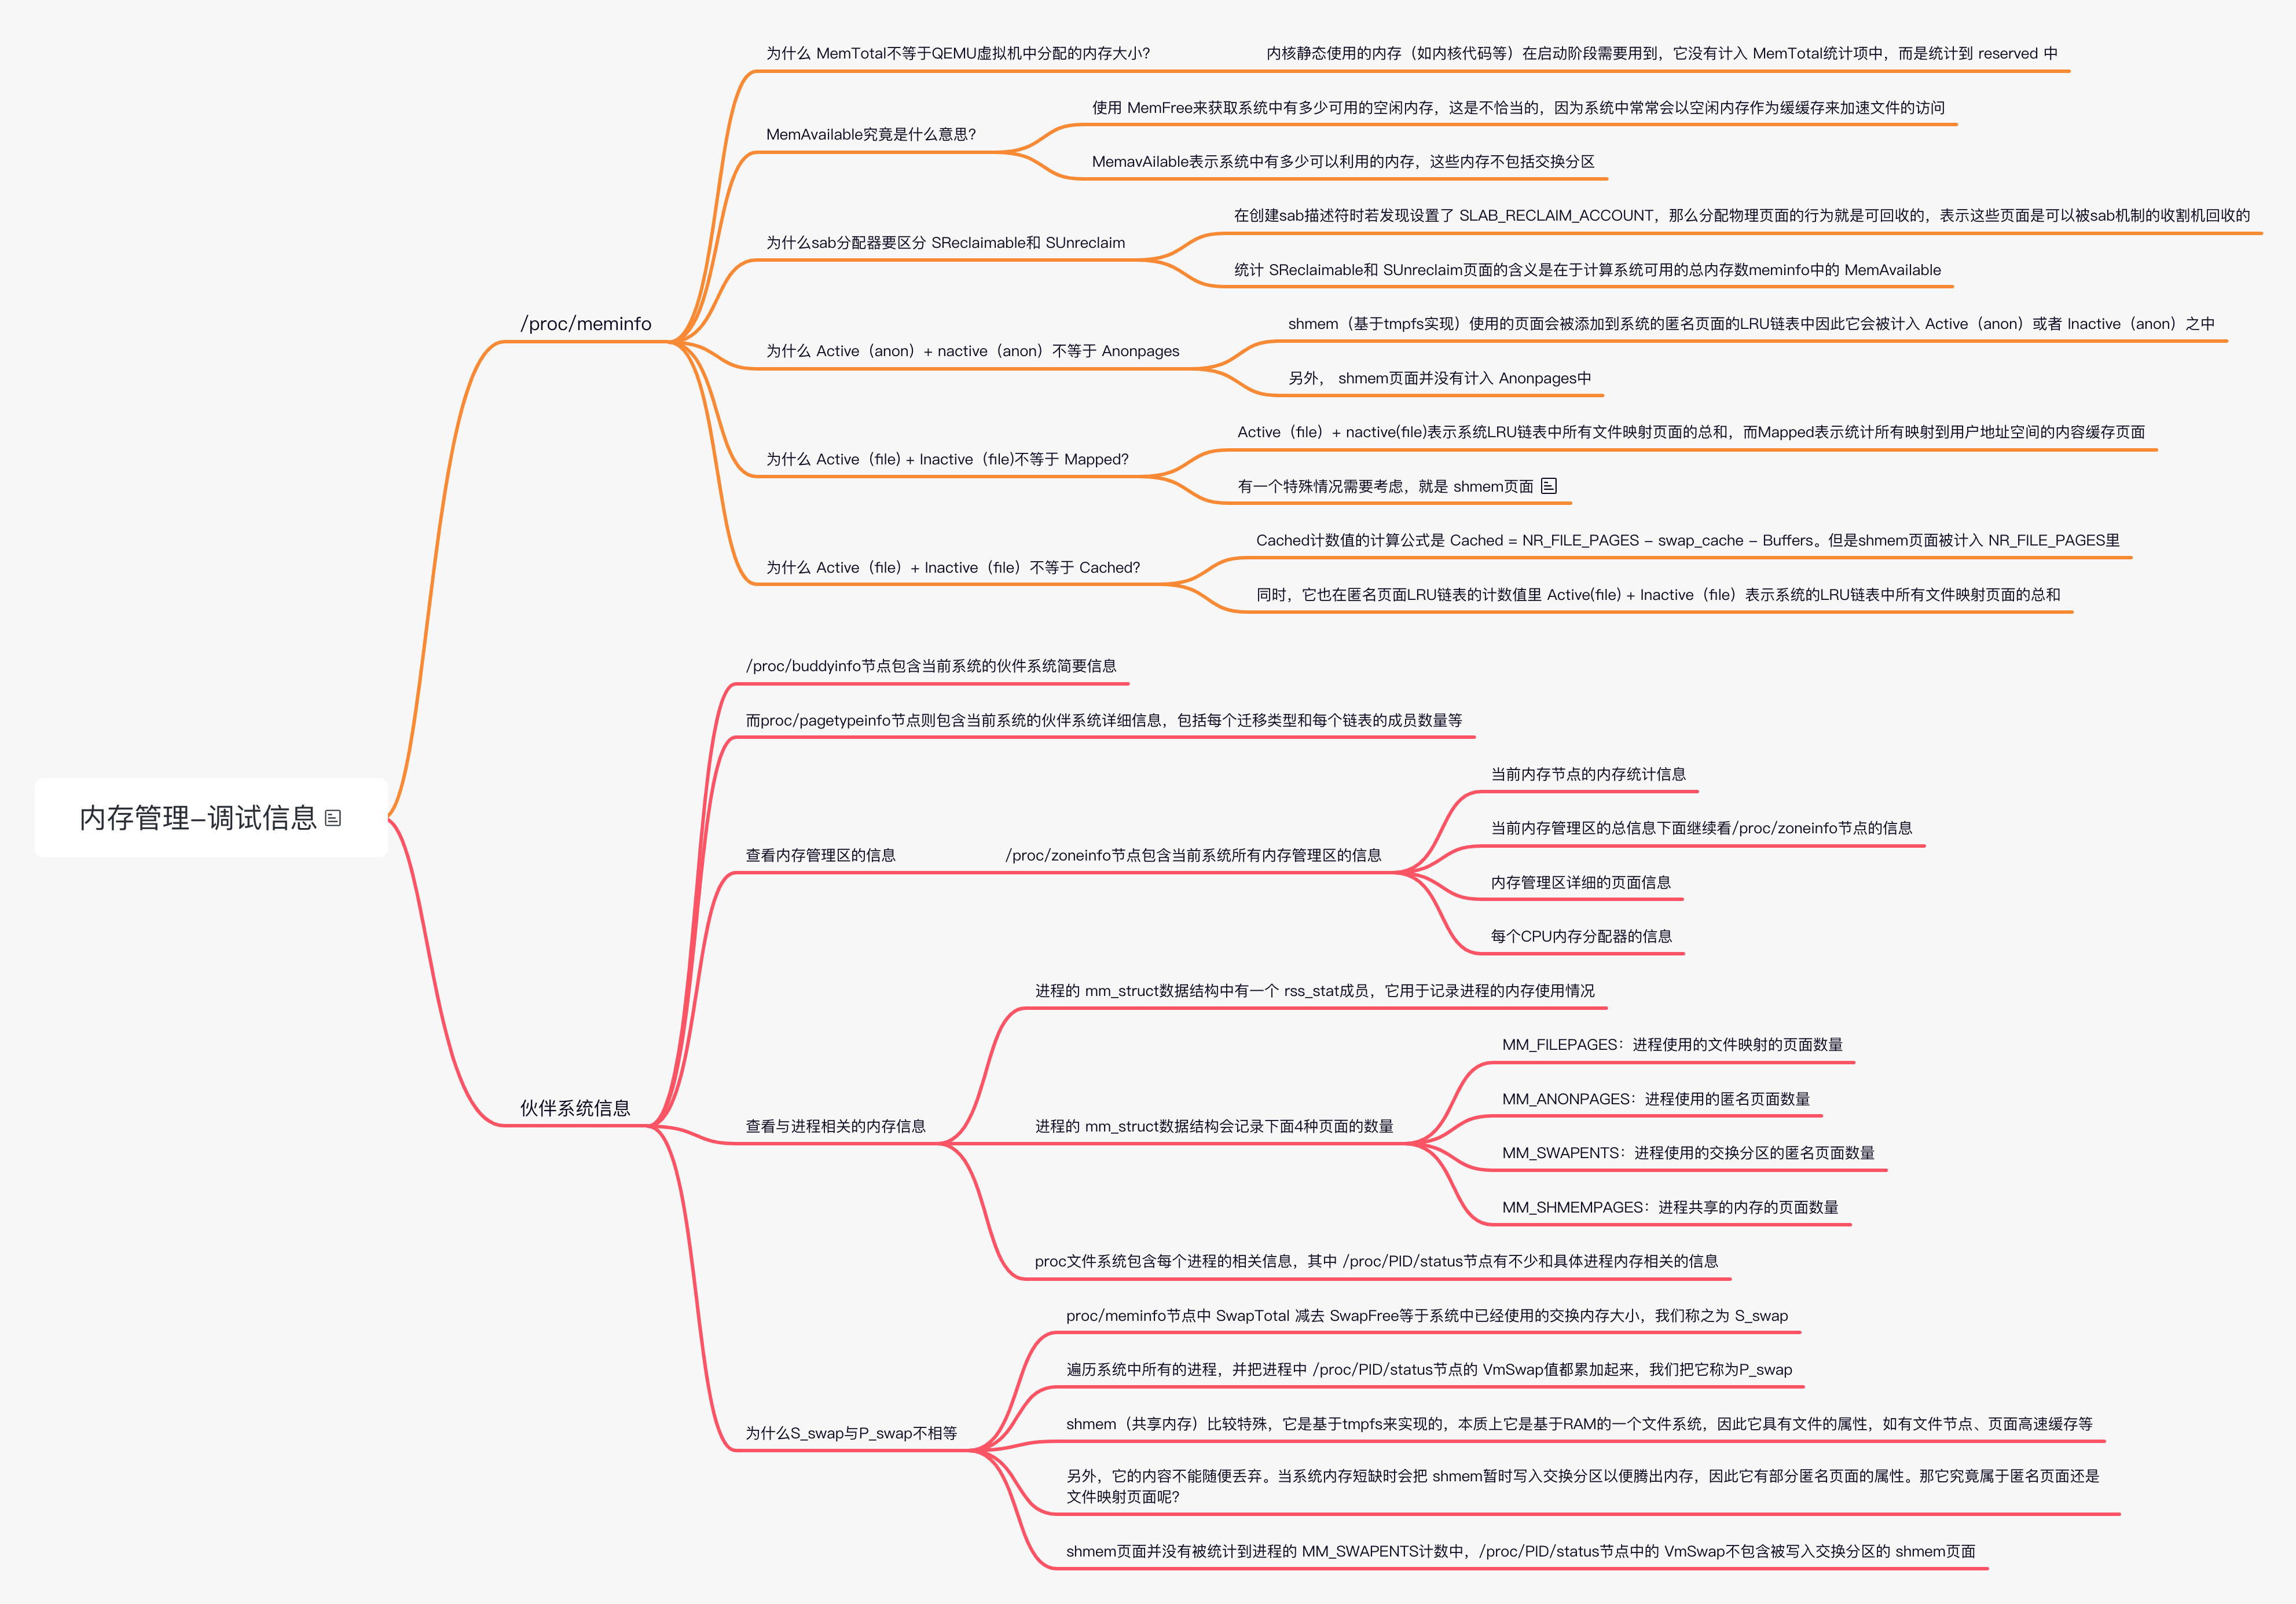 内存管理–调试信息
/proc/meminfo
为什么 MemTotal不等于QEMU虚拟机中分配的内存大小?
内核静态使用的内存（如内核代码等）在启动阶段需要用到，它没有计入 MemTotal统计项中，而是统计到 reserved 中
MemAvailable究竟是什么意思?
使用 MemFree来获取系统中有多少可用的空闲内存，这是不恰当的，因为系统中常常会以空闲内存作为缓缓存来加速文件的访问
MemavAilable表示系统中有多少可以利用的内存，这些内存不包括交换分区
为什么sab分配器要区分 SReclaimable和 SUnreclaim
在创建sab描述符时若发现设置了 SLAB_RECLAIM_ACCOUNT，那么分配物理页面的行为就是可回收的，表示这些页面是可以被sab机制的收割机回收的
统计 SReclaimable和 SUnreclaim页面的含义是在于计算系统可用的总内存数meminfo中的 MemAvailable
为什么 Active（anon）+ nactive（anon）不等于 Anonpages
shmem（基于tmpfs实现）使用的页面会被添加到系统的匿名页面的LRU链表中因此它会被计入 Active（anon）或者 Inactive（anon）之中
另外， shmem页面并没有计入 Anonpages中
为什么 Active（file) + Inactive（file)不等于 Mapped?
Active（file）+ nactive(file)表示系统LRU链表中所有文件映射页面的总和，而Mapped表示统计所有映射到用户地址空间的内容缓存页面
有一个特殊情况需要考虑，就是 shmem页面
为什么 Active（file）+ Inactive（file）不等于 Cached?
Cached计数值的计算公式是 Cached = NR_FILE_PAGES – swap_cache – Buffers。但是shmem页面被计入 NR_FILE_PAGES里
同时，它也在匿名页面LRU链表的计数值里 Active(file) + Inactive（file）表示系统的LRU链表中所有文件映射页面的总和
伙伴系统信息
/proc/buddyinfo节点包含当前系统的伙伴系统简要信息
而proc/pagetypeinfo节点则包含当前系统的伙伴系统详细信息，包括每个迁移类型和每个链表的成员数量等
查看内存管理区的信息
/proc/zoneinfo节点包含当前系统所有内存管理区的信息
当前内存节点的内存统计信息
当前内存管理区的总信息下面继续看/proc/zoneinfo节点的信息
内存管理区详细的页面信息
每个CPU内存分配器的信息
查看与进程相关的内存信息
进程的 mm_struct数据结构中有一个 rss_stat成员，它用于记录进程的内存使用情况
进程的 mm_struct数据结构会记录下面4种页面的数量
MM_FILEPAGES：进程使用的文件映射的页面数量
MM_ANONPAGES：进程使用的匿名页面数量
MM_SWAPENTS：进程使用的交换分区的匿名页面数量
MM_SHMEMPAGES：进程共享的内存的页面数量
proc文件系统包含每个进程的相关信息，其中 /proc/PID/status节点有不少和具体进程内存相关的信息
为什么S_swap与P_swap不相等
proc/meminfo节点中 SwapTotal 减去 SwapFree等于系统中已经使用的交换内存大小，我们称之为 S_swap
遍历系统中所有的进程，并把进程中 /proc/PID/status节点的 VmSwap值都累加起来，我们把它称为P_swap
shmem（共享内存）比较特殊，它是基于tmpfs来实现的，本质上它是基于RAM的一个文件系统，因此它具有文件的属性，如有文件节点、页面高速缓存等
另外，它的内容不能随便丢弃。当系统内存短缺时会把 shmem暂时写入交换分区以便腾出内存，因此它有部分匿名页面的属性。那它究竟属于匿名页面还是
文件映射页面呢?
shmem页面并没有被统计到进程的 MM_SWAPENTS计数中，/proc/PID/status节点中的 VmSwap不包含被写入交换分区的 shmem页面